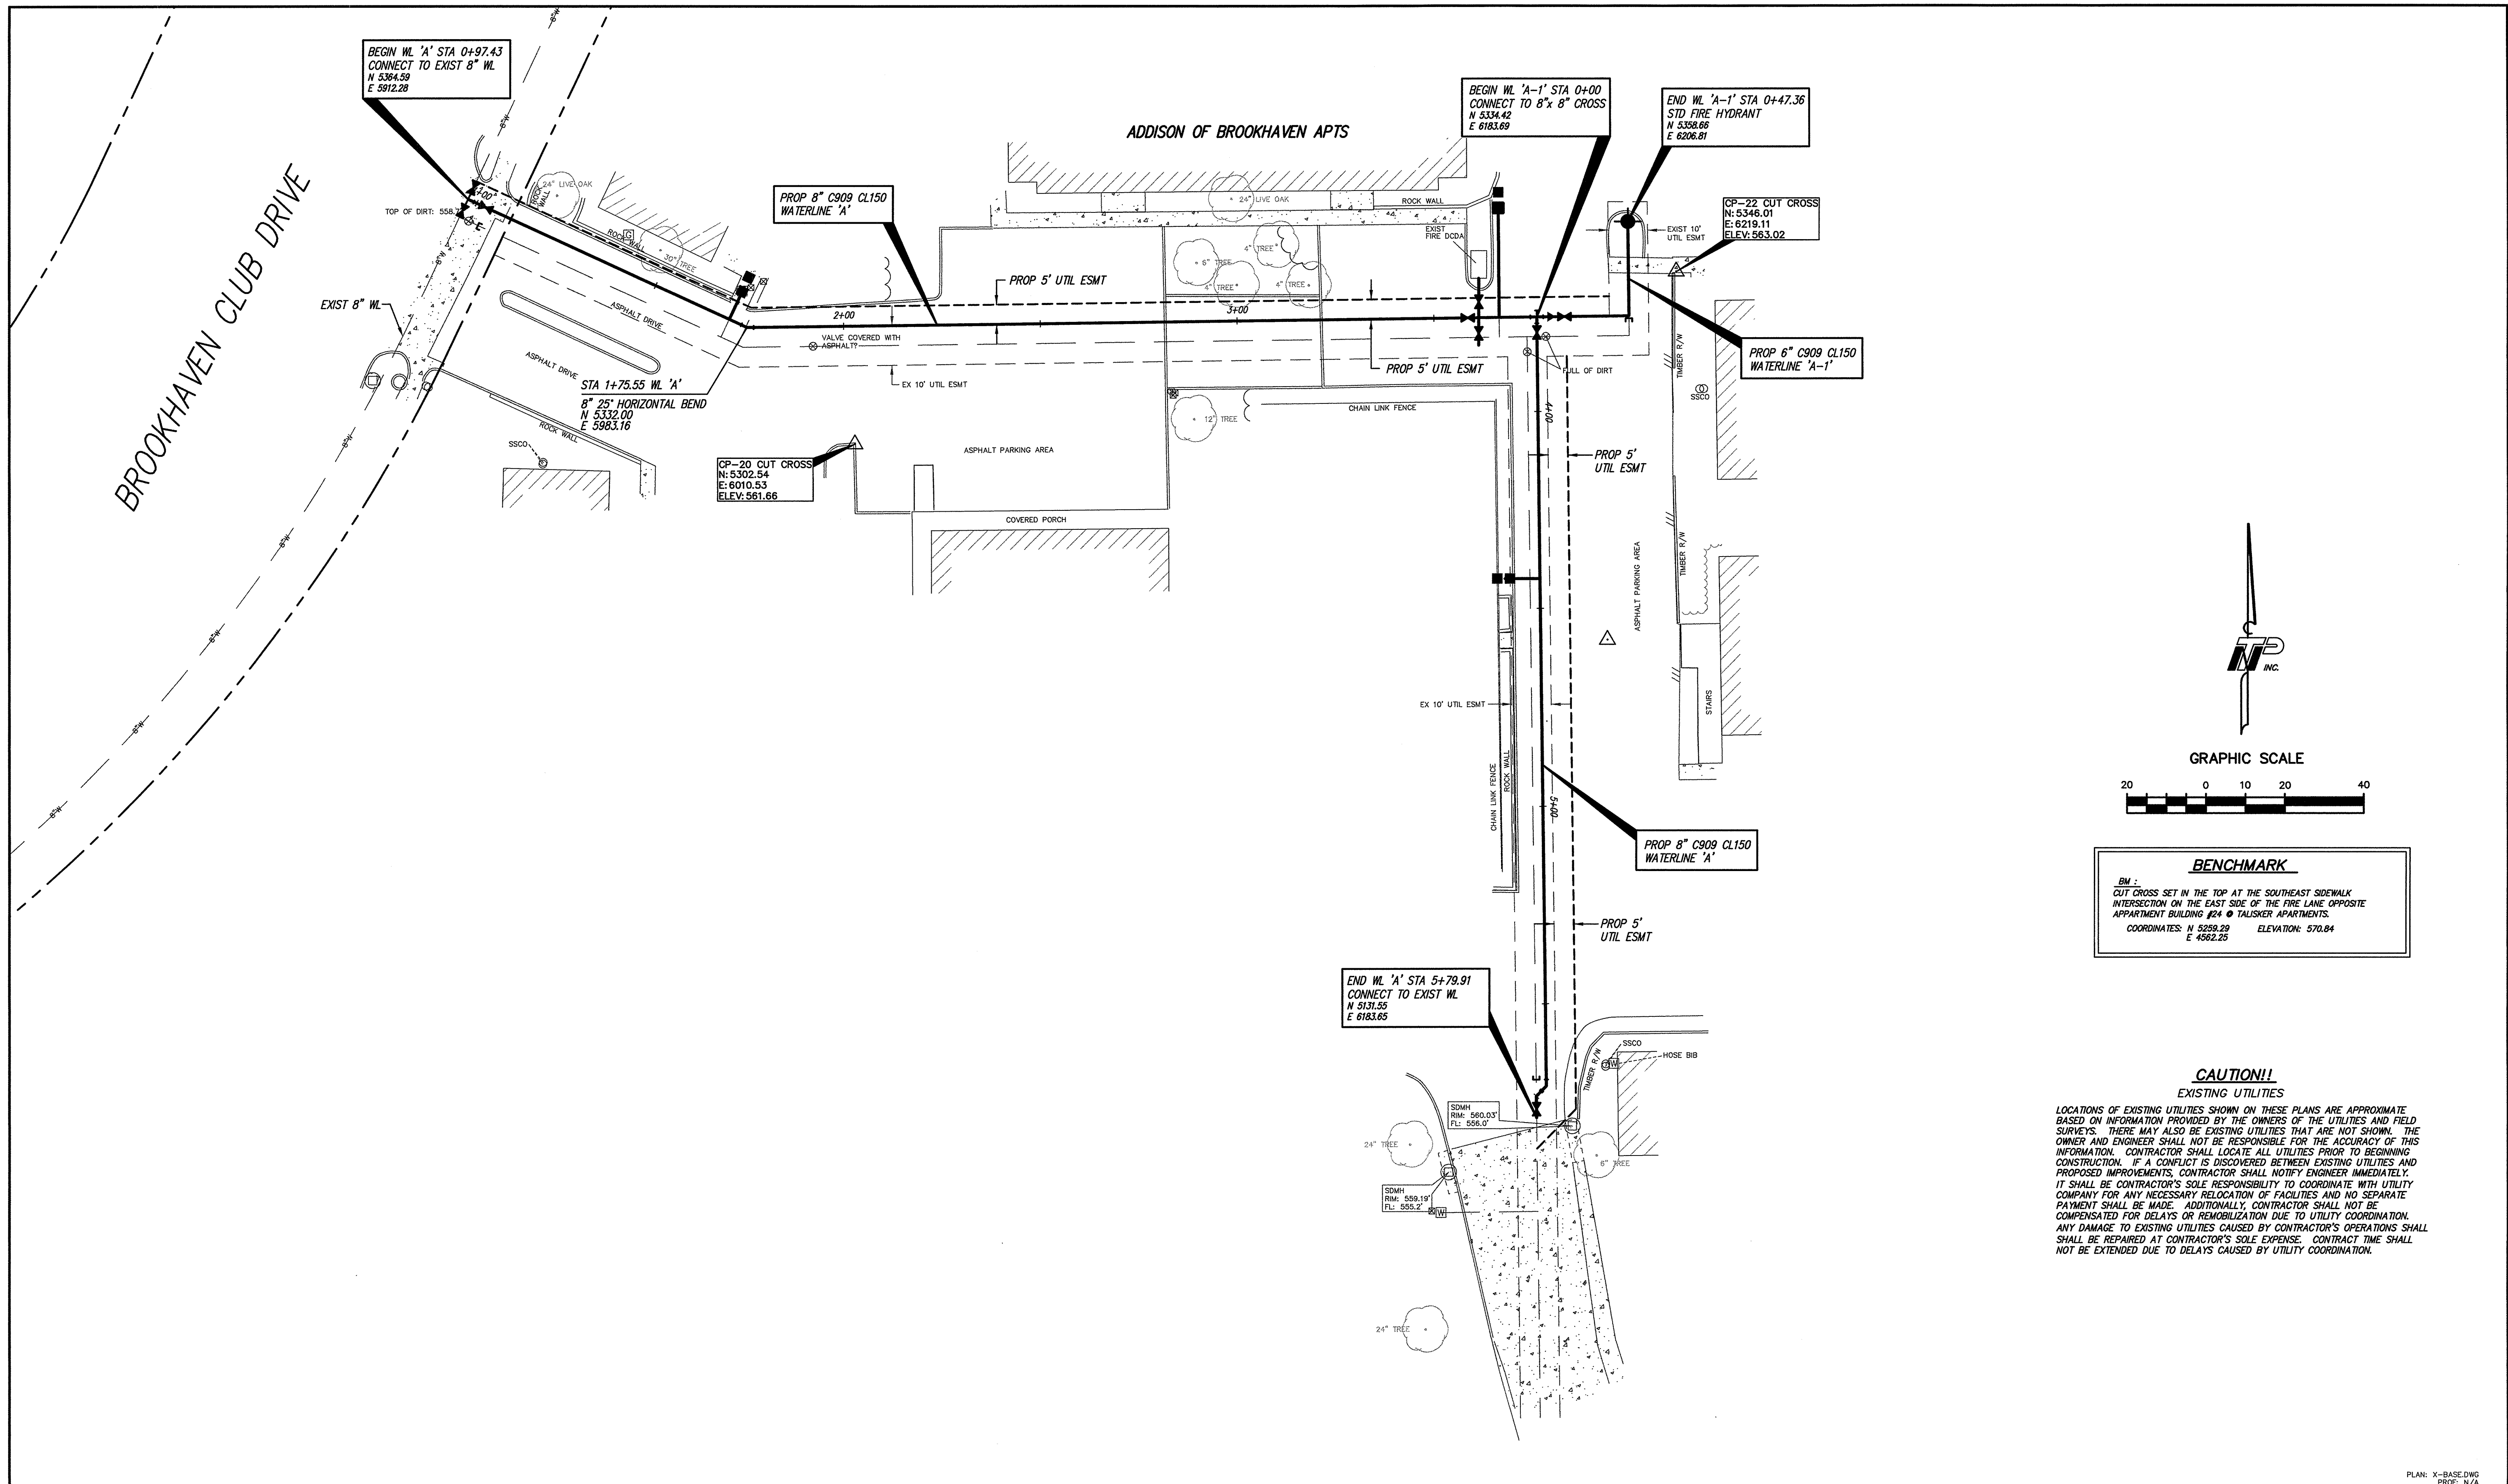 BEGIN WL 'A' STA 0+97.43
CONNECT TO EXIST 8" WL
N 5364.59
E 5912.28
BROOKHAVEN CLUB DRIVE
8"W
8"W
8"W
8"W
8"W
8"W
8"W
8"W
8"W
TOP OF DIRT: 558.
24" LIVE OAK
ROCK
WALL
ROCK WALL
G
30" TREE
E
EXIST 8" WL
ASPHALT DRIVE
ASPHALT DRIVE
STA 1+75.55 WL 'A'
8" 25° HORIZONTAL BEND
N 5332.00
E 5983.16
ROCK WALL
SSCO
PROP 8" C909 CL150
WATERLINE 'A'
ADDISON OF BROOKHAVEN APTS
24" LIVE OAK
ROCK WALL
PROP 5' UTIL ESMT
2+00
3+00
VALVE COVERED WITH
ASPHALT?
EX 10' UTIL ESMT
6" TREE
4" TREE
4" TREE
4" TREE
12" TREE
PROP 5' UTIL ESMT
CHAIN LINK FENCE
CP-20 CUT CROSS
N: 5302.54
E: 6010.53
ELEV: 561.66
ASPHALT PARKING AREA
COVERED PORCH
BEGIN WL 'A-1' STA 0+00
CONNECT TO 8"x 8" CROSS
N 5334.42
E 6183.69
END WL 'A-1' STA 0+47.36
STD FIRE HYDRANT
N 5358.66
E 6206.81
EXIST
FIRE DCDA
EXIST 10'
UTIL ESMT
CP-22 CUT CROSS
N: 5346.01
E: 6219.11
ELEV: 563.02
PROP 6" C909 CL150
WATERLINE 'A-1'
FULL OF DIRT
TIMBER R/W
SSCO
4+00
PROP 5'
UTIL ESMT
TIMBER R/W
ASPHALT PARKING AREA
STAIRS
EX 10' UTIL ESMT
CHAIN LINK FENCE
ROCK WALL
5+00
PROP 8" C909 CL150
WATERLINE 'A'
PROP 5'
UTIL ESMT
END WL 'A' STA 5+79.91
CONNECT TO EXIST WL
N 5131.55
E 6183.65
TIMBER R/W
SSCO
W
HOSE BIB
SDMH
RIM: 560.03'
FL: 556.0'
24" TREE
6" TREE
SDMH
RIM: 559.19'
FL: 555.2'
W
24" TREE
TNP
INC.
GRAPHIC SCALE
20 0 10 20 40
BENCHMARK
BM :
CUT CROSS SET IN THE TOP AT THE SOUTHEAST SIDEWALK
INTERSECTION ON THE EAST SIDE OF THE FIRE LANE OPPOSITE
APPARTMENT BUILDING #24 @ TALISKER APARTMENTS.
COORDINATES: N 5259.29 ELEVATION: 570.84
E 4562.25
CAUTION!!
EXISTING UTILITIES
LOCATIONS OF EXISTING UTILITIES SHOWN ON THESE PLANS ARE APPROXIMATE
BASED ON INFORMATION PROVIDED BY THE OWNERS OF THE UTILITIES AND FIELD
SURVEYS. THERE MAY ALSO BE EXISTING UTILITIES THAT ARE NOT SHOWN. THE
OWNER AND ENGINEER SHALL NOT BE RESPONSIBLE FOR THE ACCURACY OF THIS
INFORMATION. CONTRACTOR SHALL LOCATE ALL UTILITIES PRIOR TO BEGINNING
CONSTRUCTION. IF A CONFLICT IS DISCOVERED BETWEEN EXISTING UTILITIES AND
PROPOSED IMPROVEMENTS, CONTRACTOR SHALL NOTIFY ENGINEER IMMEDIATELY.
IT SHALL BE CONTRACTOR'S SOLE RESPONSIBILITY TO COORDINATE WITH UTILITY
COMPANY FOR ANY NECESSARY RELOCATION OF FACILITIES AND NO SEPARATE
PAYMENT SHALL BE MADE. ADDITIONALLY, CONTRACTOR SHALL NOT BE
COMPENSATED FOR DELAYS OR REMOBILIZATION DUE TO UTILITY COORDINATION.
ANY DAMAGE TO EXISTING UTILITIES CAUSED BY CONTRACTOR'S OPERATIONS SHALL
SHALL BE REPAIRED AT CONTRACTOR'S SOLE EXPENSE. CONTRACT TIME SHALL
NOT BE EXTENDED DUE TO DELAYS CAUSED BY UTILITY COORDINATION.
PLAN: X-BASE.DWG
PROF: N/A